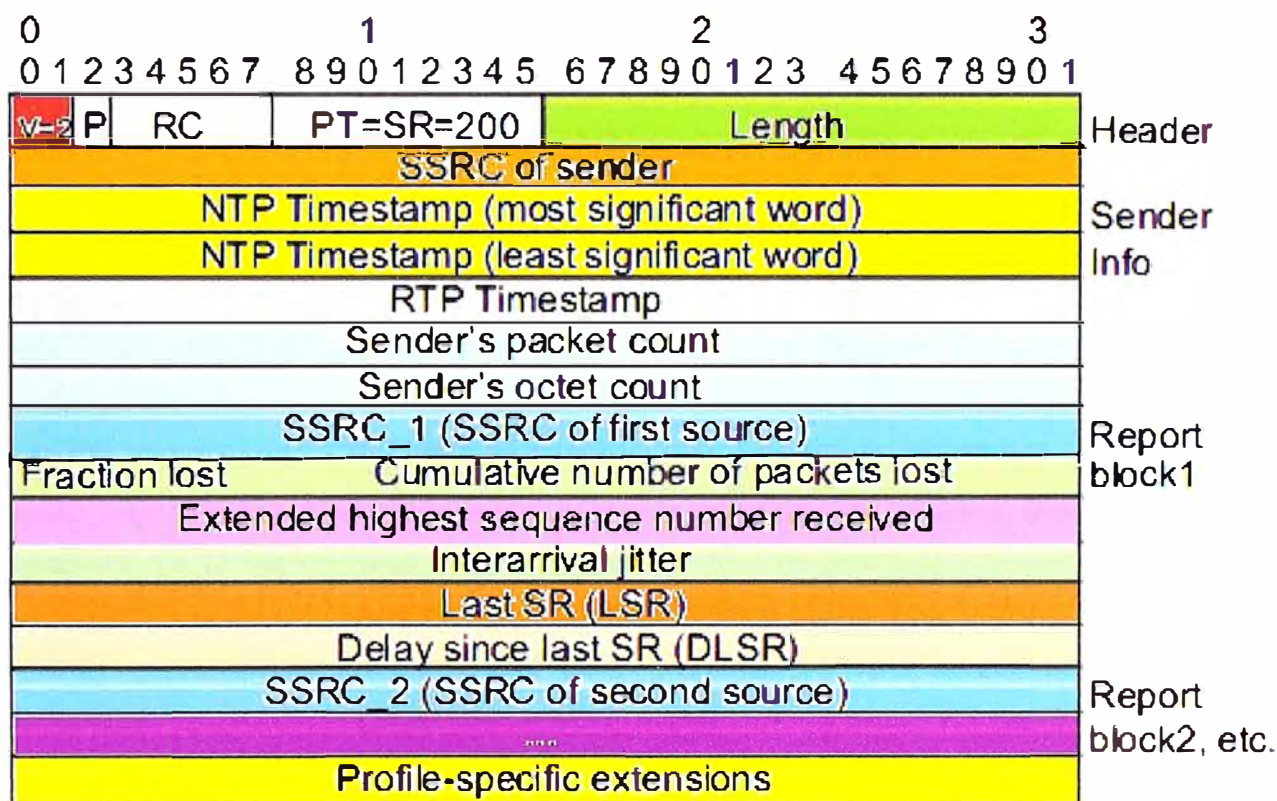 0 1 2 3
0 1 2 3 4 5 6 7 8 9 0 1 2 3 4 5 6 7 8 9 0 1 2 3 4 5 6 7 8 9 0 1
V=2 P RC PT=SR=200 Length Header
SSRC of sender
NTP Timestamp (most significant word) Sender
NTP Timestamp (least significant word) Info
RTP Timestamp
Sender's packet count
Sender's octet count
SSRC_1 (SSRC of first source) Report
Fraction lost Cumulative number of packets lost block1
Extended highest sequence number received
Interarrival jitter
Last SR (LSR)
Delay since last SR (DLSR)
SSRC_2 (SSRC of second source) Report
... block2, etc.
Profile-specific extensions